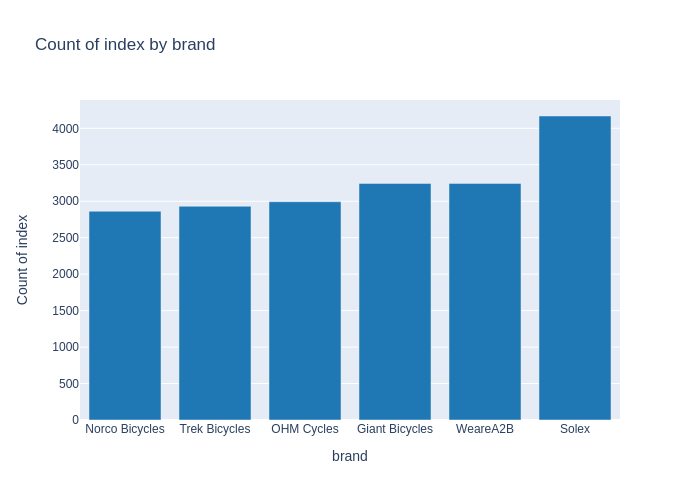 Count of index by brand
Count of index
4000
3500
3000
2500
2000
1500
1000
500
0
Norco Bicycles Trek Bicycles OHM Cycles Giant Bicycles WeareA2B Solex
brand